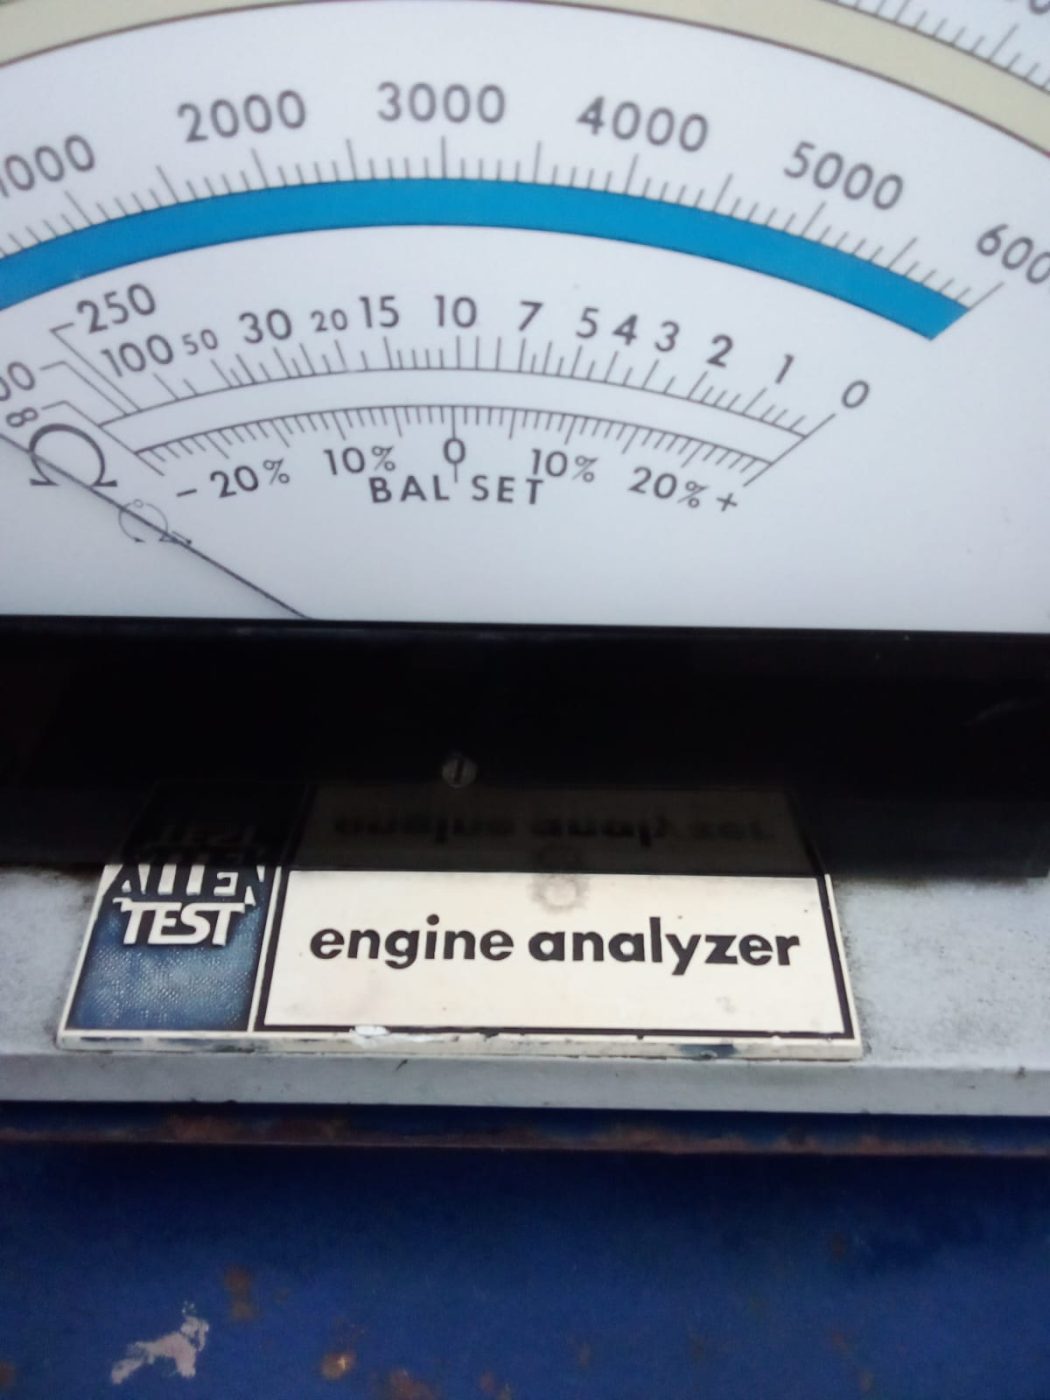 1000 2000 3000 4000 5000 600
250 100 50 30 20 15 10 7 5 4 3 2 1 0
∞
Ω
- 20% 10% 0 10% 20% +
BAL SET
ALLEN
TEST
engine analyzer